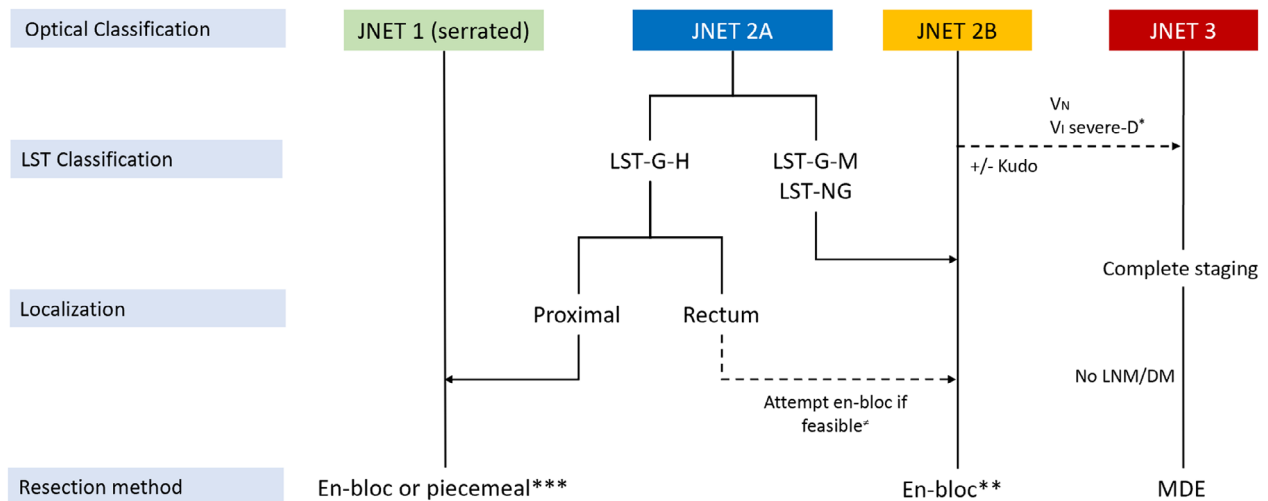 Optical Classification
JNET 1 (serrated)
JNET 2A
JNET 2B
JNET 3
VN
VI severe-D*
+/- Kudo
LST Classification
LST-G-H
LST-G-M
LST-NG
Complete staging
Localization
Proximal
Rectum
No LNM/DM
Attempt en-bloc if
feasible≠
Resection method
En-bloc or piecemeal***
En-bloc**
MDE